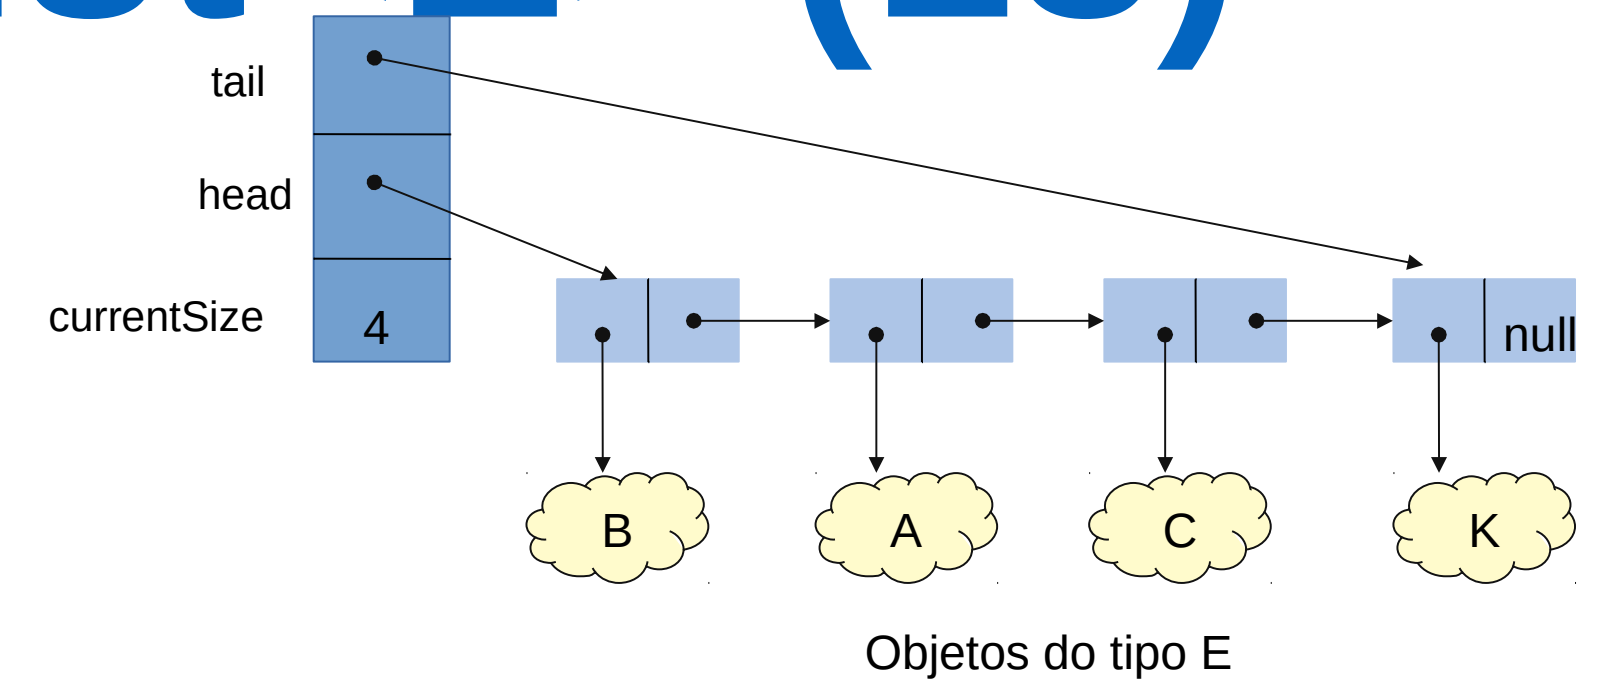 tail
head
currentSize
4
null
B
A
C
K
Objetos do tipo E